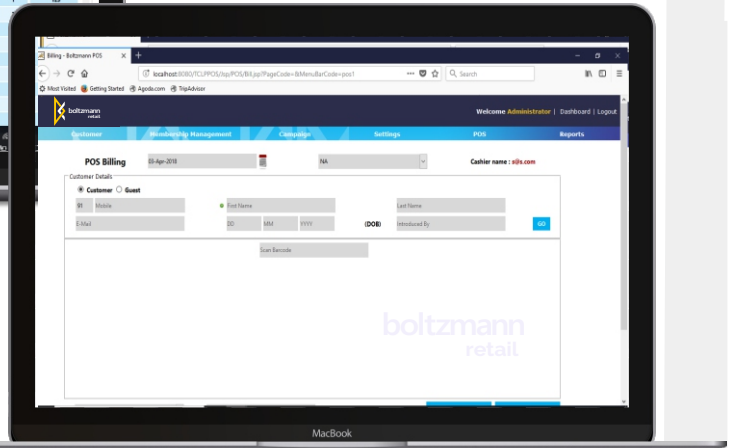 Billing - Boltzmann POS
localhost:8080/TCLPPOS/Jsp/POS/Bit.jsp?PageCode=&MenuBarCode=pos1
Search
Most Visited Getting Started Agoda.com TripAdvisor
boltzmann
retail
Welcome Administrator | Dashboard | Logout
Customer Membership Management Campaign Settings POS Reports
POS Billing 03-Apr-2018 NA Cashier name : a@s.com
Customer Details
Customer Guest
91 Mobile First Name Last Name
E-Mail DD MM YYYY (DOB) Introduced By GO
Scan Barcode
boltzmann
retail
MacBook